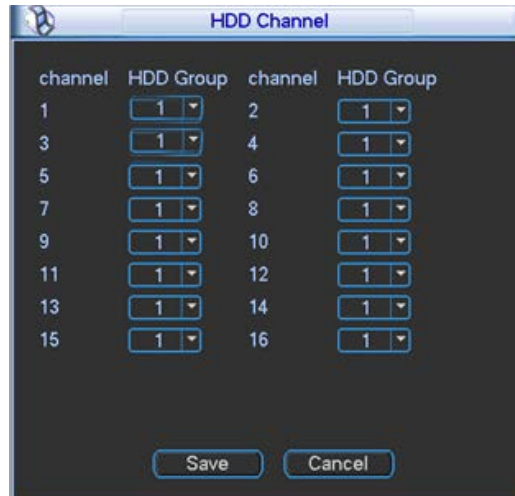 HDD Channel
channel HDD Group channel HDD Group
1 1 2 1
3 1 4 1
5 1 6 1
7 1 8 1
9 1 10 1
11 1 12 1
13 1 14 1
15 1 16 1
Save Cancel